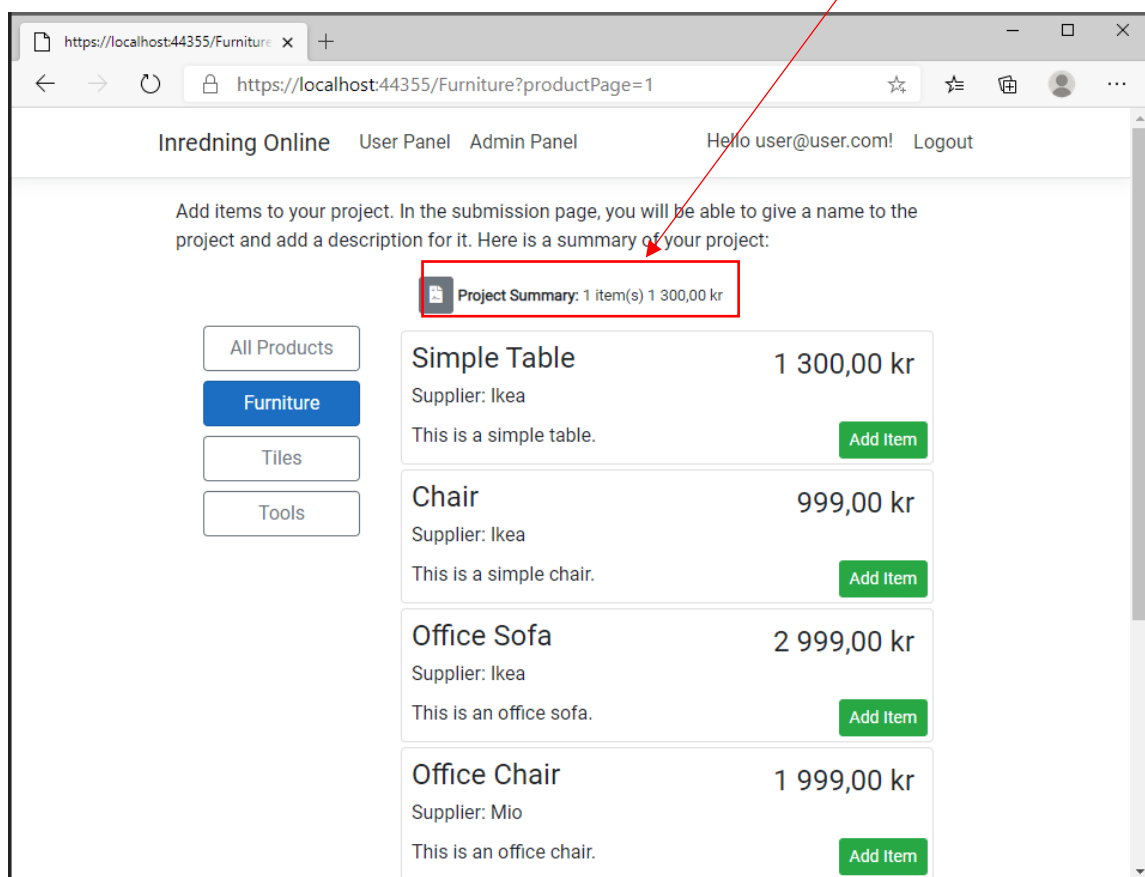 https://localhost:44355/Furniture
https://localhost:44355/Furniture?productPage=1
Inredning Online User Panel Admin Panel Hello user@user.com! Logout
Add items to your project. In the submission page, you will be able to give a name to the
project and add a description for it. Here is a summary of your project:
Project Summary: 1 item(s) 1 300,00 kr
All Products
Furniture
Tiles
Tools
Simple Table 1 300,00 kr
Supplier: Ikea
This is a simple table. Add Item
Chair 999,00 kr
Supplier: Ikea
This is a simple chair. Add Item
Office Sofa 2 999,00 kr
Supplier: Ikea
This is an office sofa. Add Item
Office Chair 1 999,00 kr
Supplier: Mio
This is an office chair. Add Item